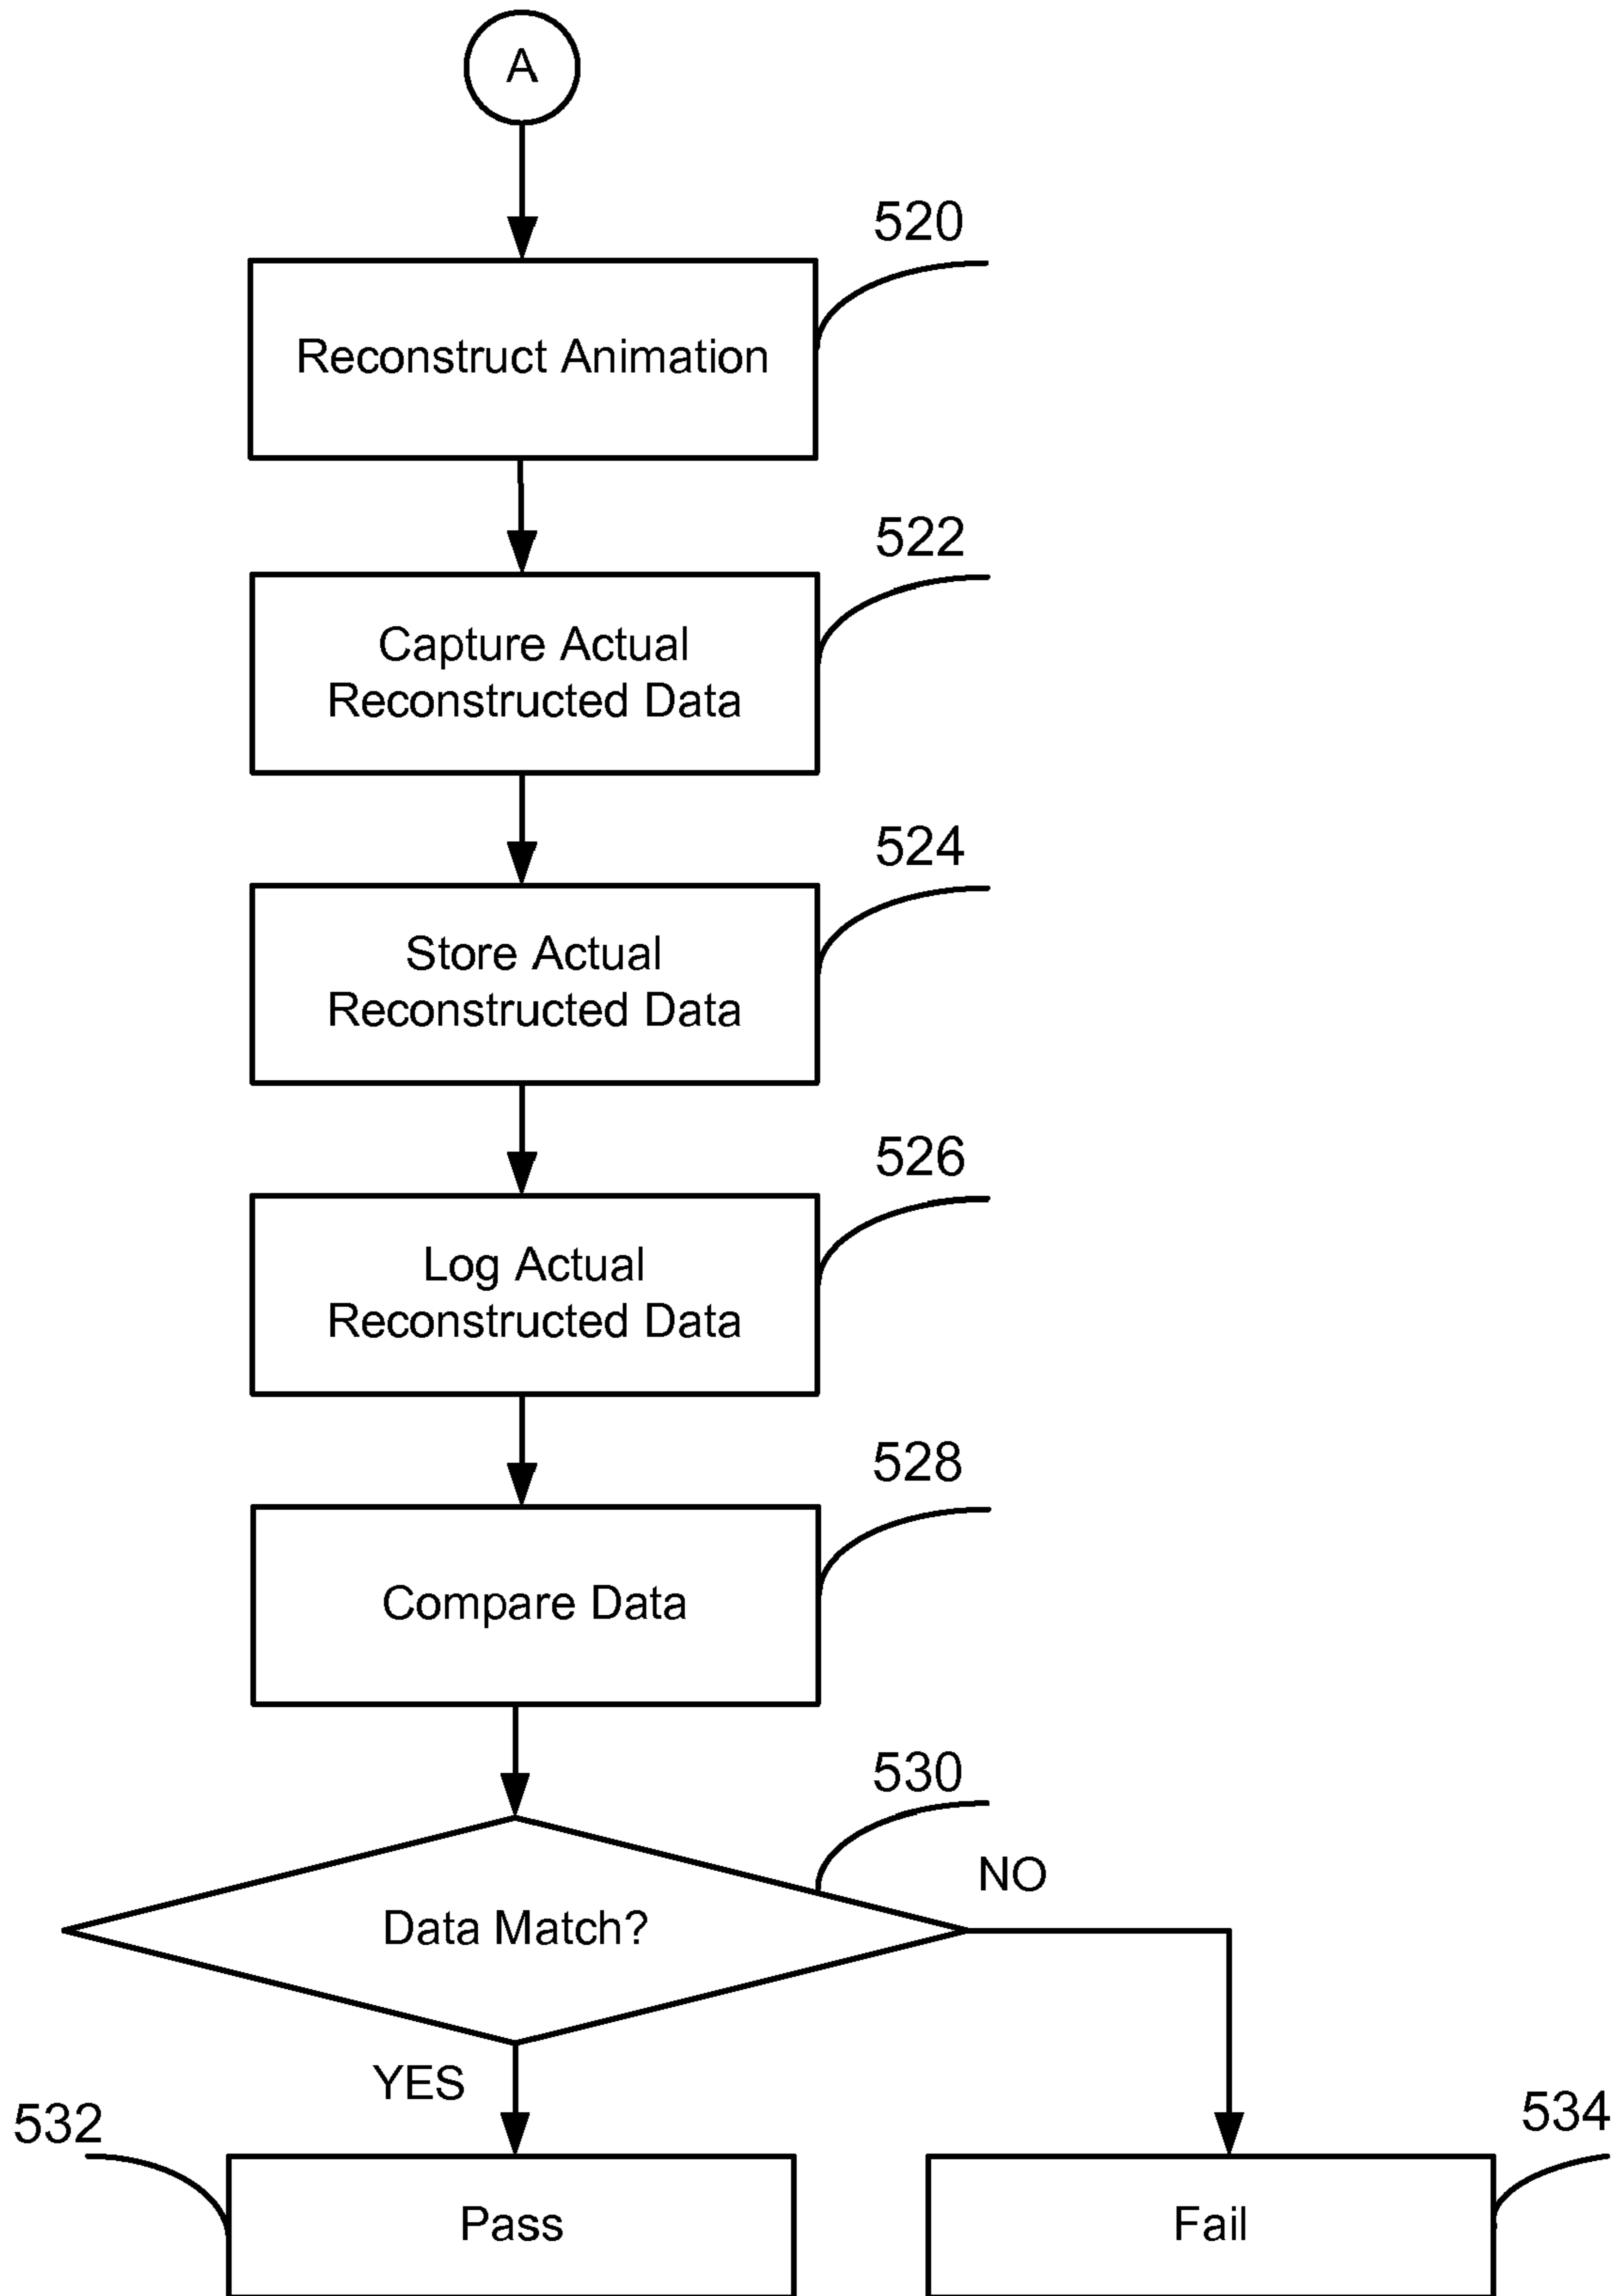 A
520
Reconstruct Animation
522
Capture Actual
Reconstructed Data
524
Store Actual
Reconstructed Data
526
Log Actual
Reconstructed Data
528
Compare Data
530
NO
Data Match?
YES
532
534
Pass
Fail